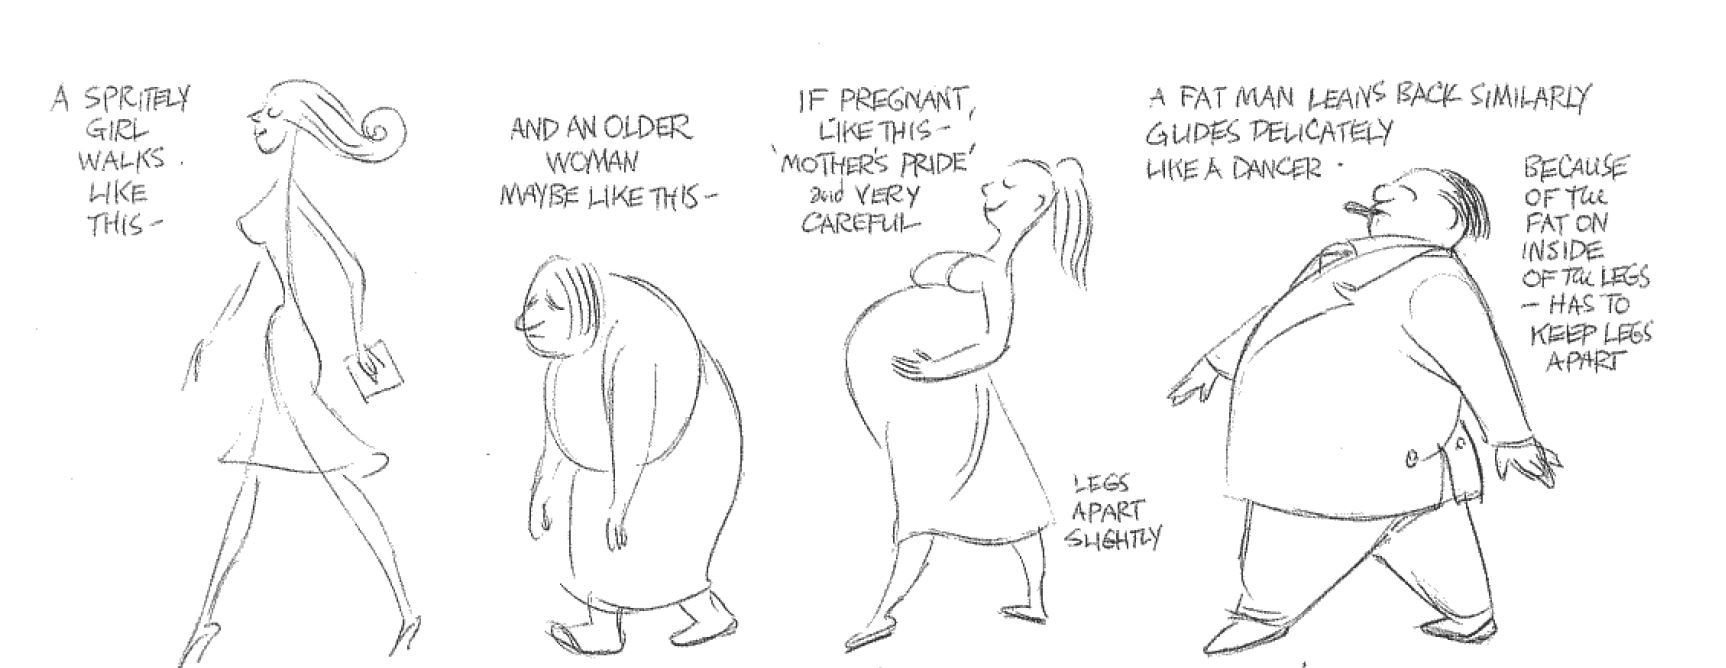 A SPRITELY
GIRL
WALKS.
LIKE
THIS-
AND AN OLDER
WOMAN
MAYBE LIKE THIS-
IF PREGNANT,
LIKE THIS-
'MOTHER'S PRIDE'
and VERY
CAREFUL
LEGS
APART
SLIGHTLY
A FAT MAN LEANS BACK SIMILARLY
GLIDES DELICATELY
LIKE A DANCER.
BECAUSE
OF THE
FAT ON
INSIDE
OF THE LEGS
- HAS TO
KEEP LEGS
APART